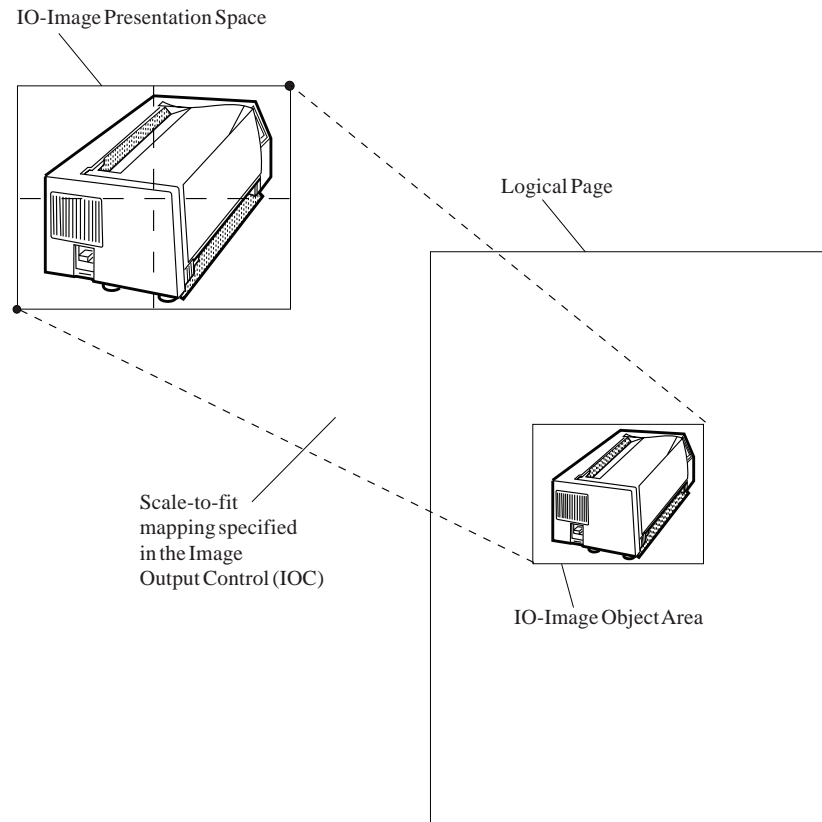 IO-Image Presentation Space
Logical Page
Scale-to-fit
mapping specified
in the Image
Output Control (IOC)
IO-Image Object Area